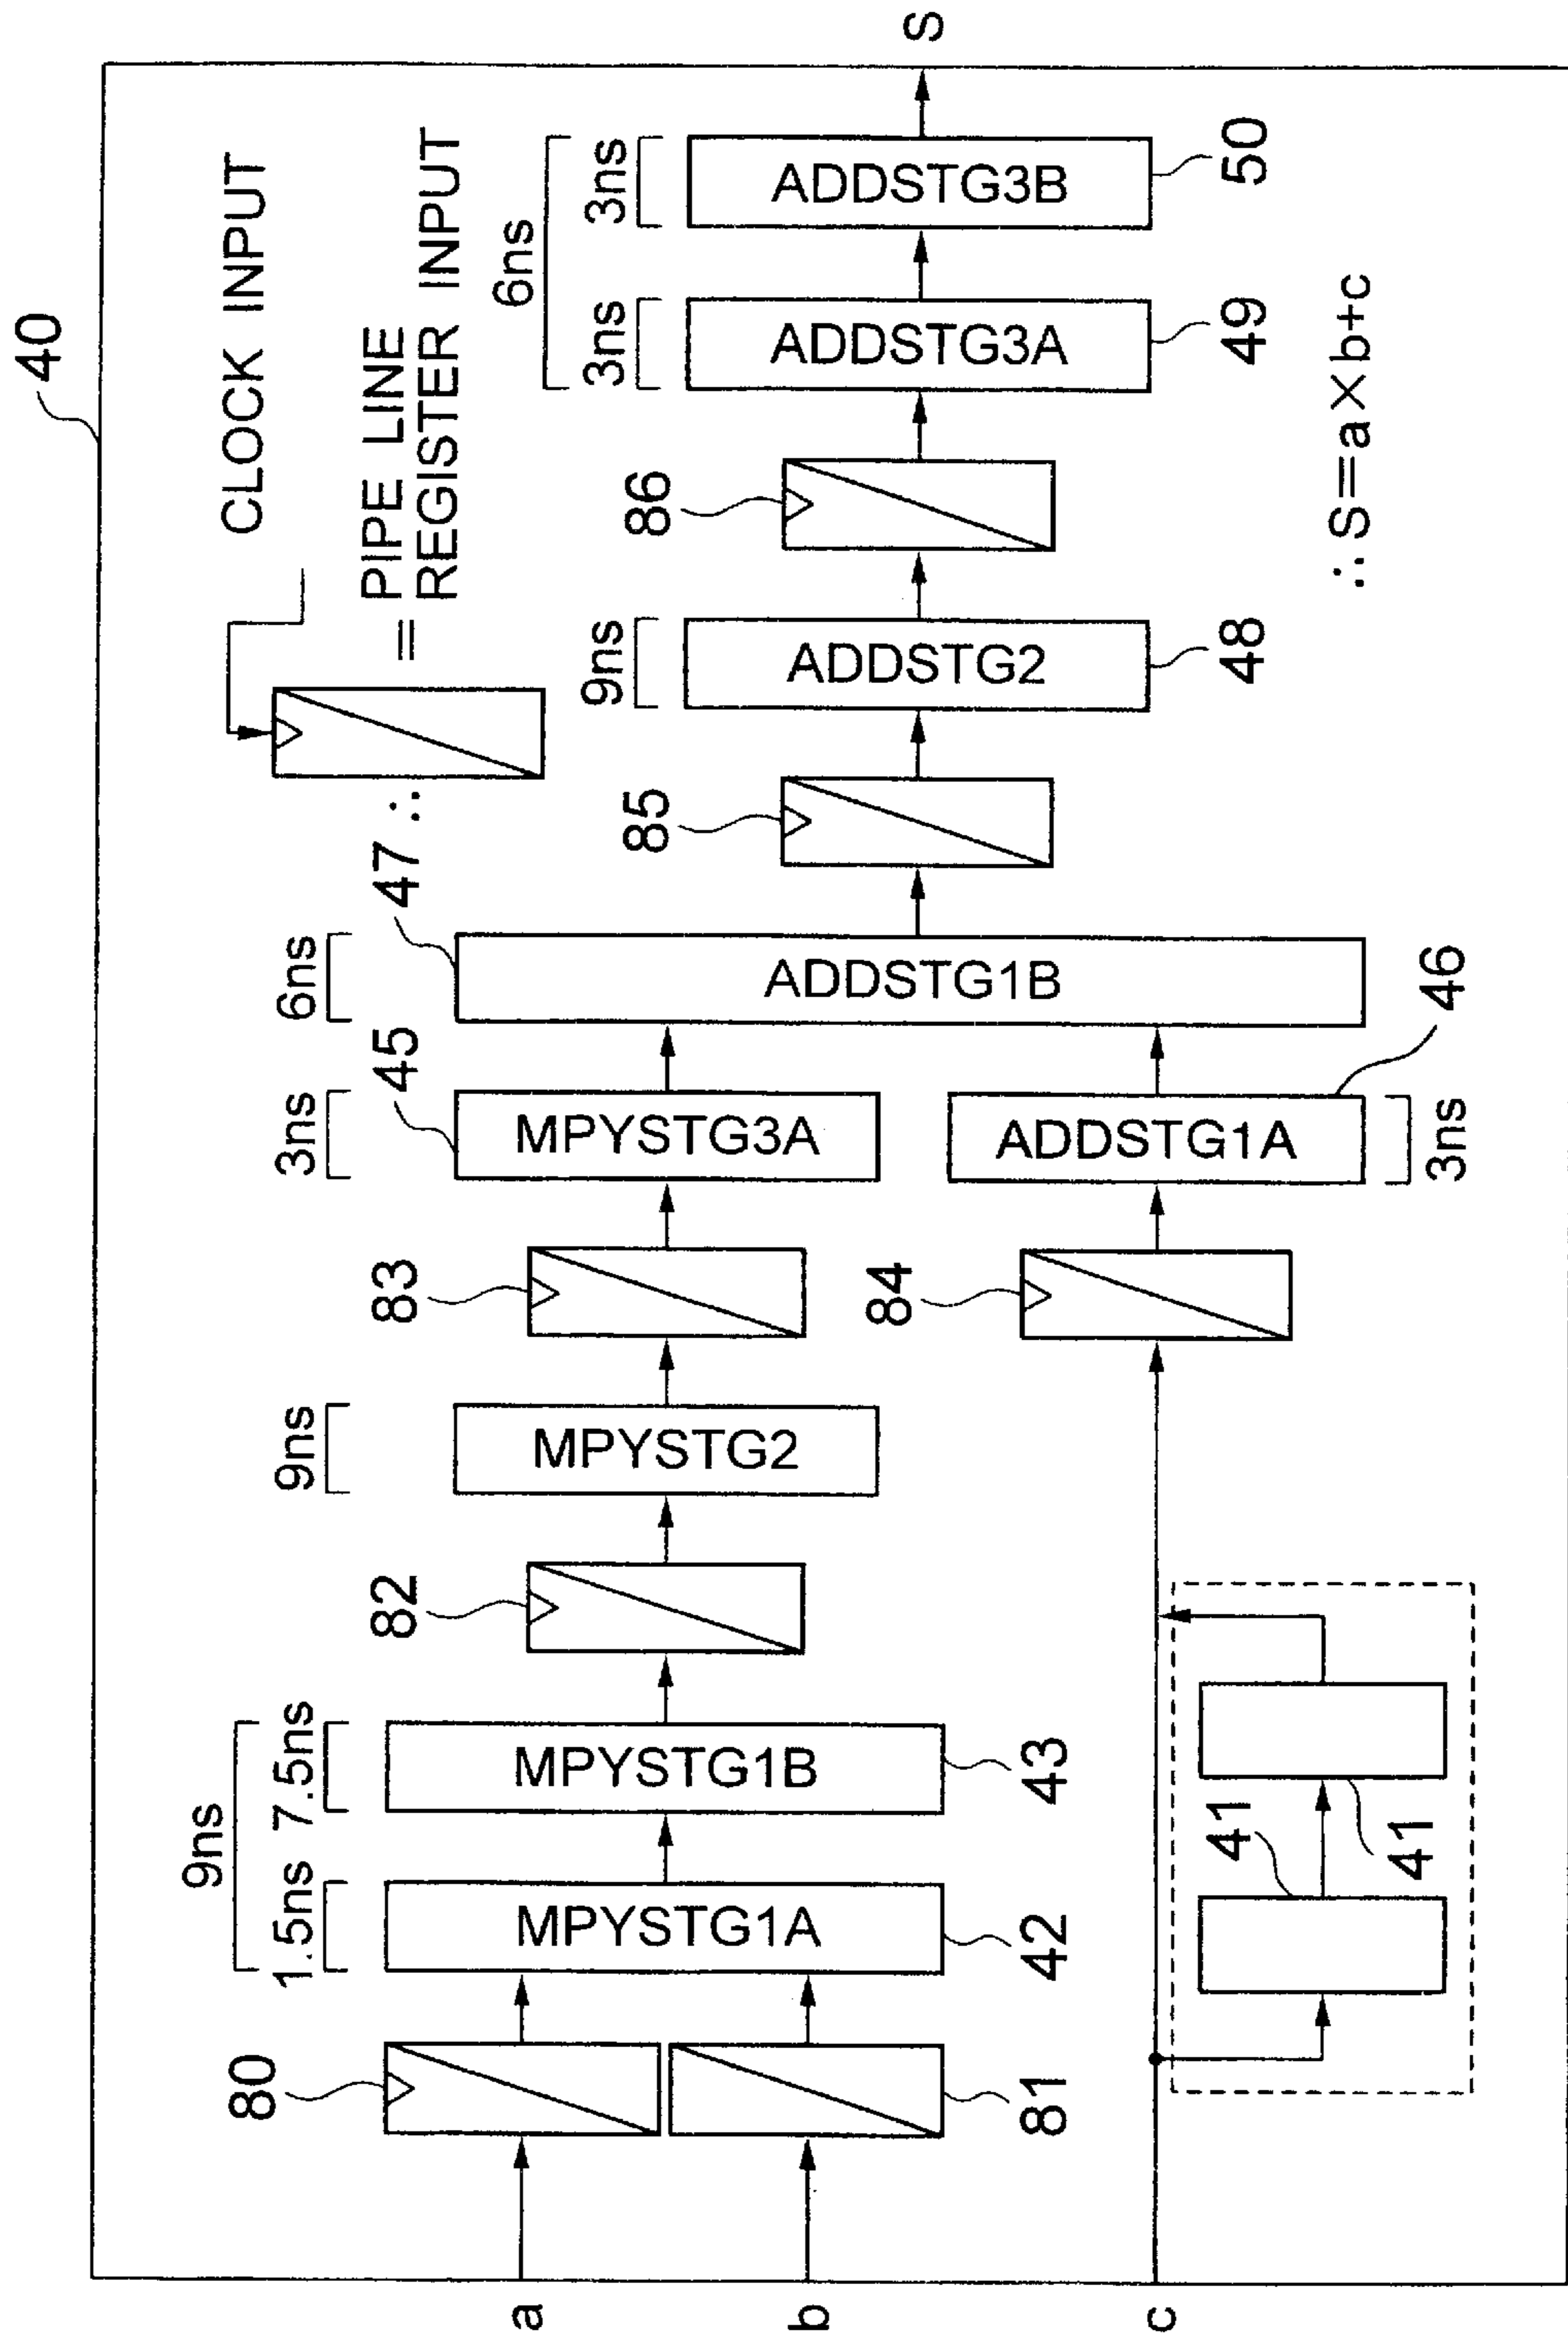 40
CLOCK INPUT
∴
= PIPE LINE
REGISTER INPUT
9ns
1.5ns
7.5ns
9ns
3ns
6ns
9ns
6ns
3ns
3ns
80
82
83
45
47
85
86
a
MPYSTG1A
MPYSTG1B
MPYSTG2
MPYSTG3A
ADDSTG1B
ADDSTG2
ADDSTG3A
ADDSTG3B
S
b
81
42
43
84
48
49
50
c
ADDSTG1A
46
3ns
41
41
∴ S=a×b+c